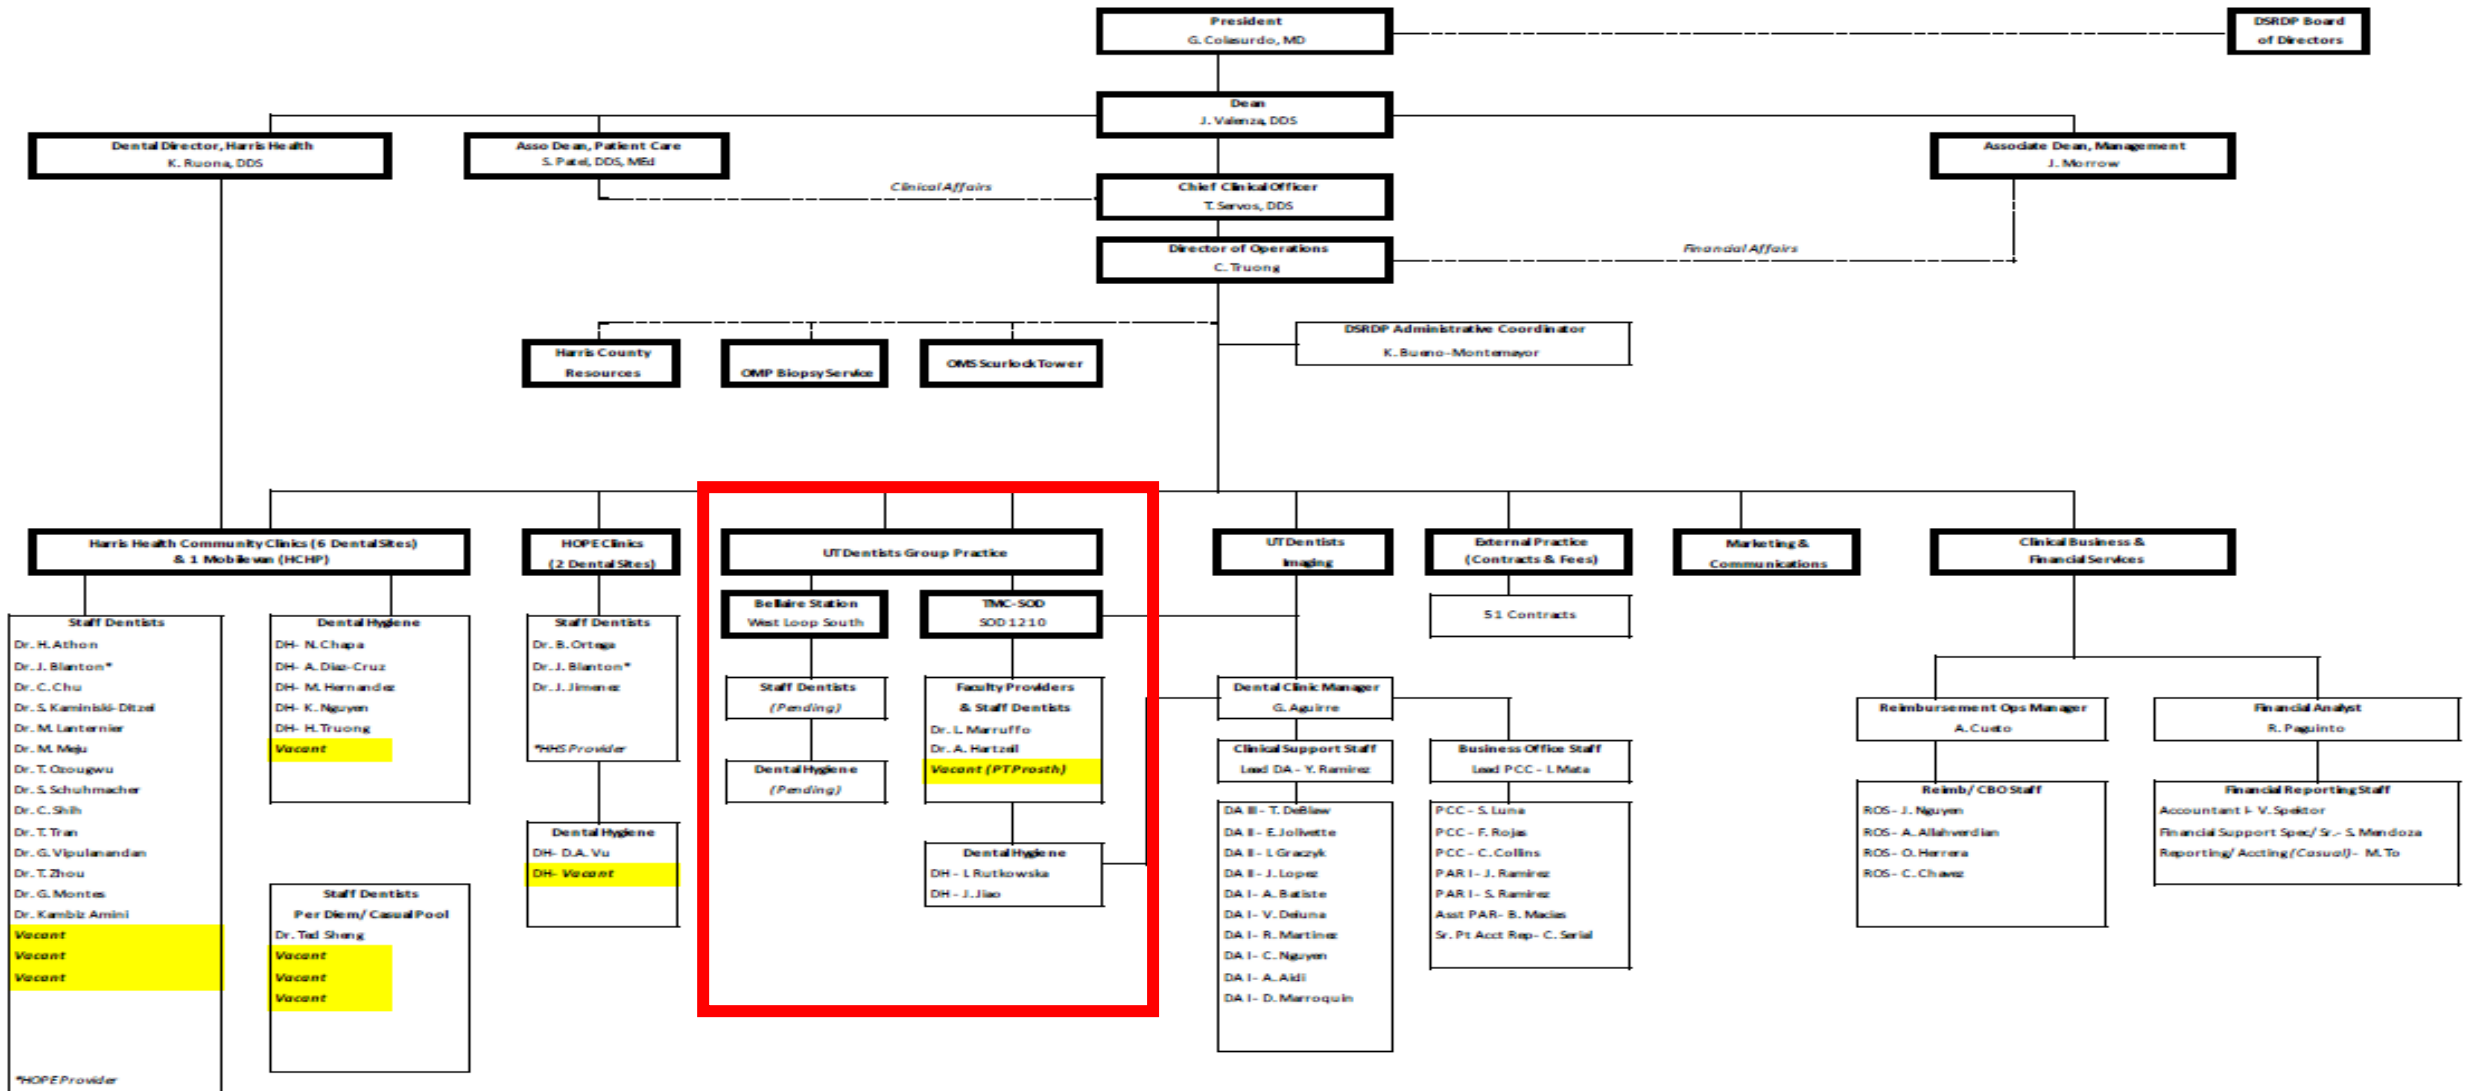 President
G. Colasurdo, MD
DSRDP Board
of Directors
Dean
J. Valenza, DDS
Dental Director, Harris Health
K. Ruona, DDS
Asso Dean, Patient Care
S. Patel, DDS, MEd
Associate Dean, Management
J. Morrow
Clinical Affairs
Chief Clinical Officer
T. Servos, DDS
Director of Operations
C. Truong
Financial Affairs
Harris County
Resources
OMP Biopsy Service
OMS Scurlock Tower
DSRDP Administrative Coordinator
K. Bueno-Montemayor
Harris Health Community Clinics (6 Dental Sites)
& 1 Mobile van (HCHP)
HOPE Clinics
(2 Dental Sites)
UTDentists Group Practice
UTDentists
Imaging
External Practice
(Contracts & Fees)
Marketing &
Communications
Clinical Business &
Financial Services
Staff Dentists
Dr. H. Athon
Dr. J. Blanton*
Dr. C. Chu
Dr. S. Kaminiski-Ditzel
Dr. M. Lanternier
Dr. M. Meju
Dr. T. Ozougwu
Dr. S. Schuhmacher
Dr. C. Shih
Dr. T. Tran
Dr. G. Vipulanandan
Dr. T. Zhou
Dr. G. Montes
Dr. Kambiz Amini
Vacant
Vacant
Vacant
*HOPE Provider
Dental Hygiene
DH- N. Chapa
DH- A. Diaz-Cruz
DH- M. Hernandez
DH- K. Nguyen
DH- H. Truong
Vacant
Staff Dentists
Per Diem/ Casual Pool
Dr. Ted Sheng
Vacant
Vacant
Vacant
Staff Dentists
Dr. B. Ortega
Dr. J. Blanton*
Dr. J. Jimenez
*HHS Provider
Dental Hygiene
DH- D.A. Vu
DH- Vacant
Bellaire Station
West Loop South
Staff Dentists
(Pending)
Dental Hygiene
(Pending)
TMC-SOD
SOD 1210
Faculty Providers
& Staff Dentists
Dr. L. Marruffo
Dr. A. Hartzell
Vacant (PT Prosth)
Dental Hygiene
DH - I. Rutkowska
DH - J. Jiao
Dental Clinic Manager
G. Aguirre
Clinical Support Staff
Lead DA - Y. Ramirez
DA III - T. DeBlaw
DA II - E. Jolivette
DA II - I. Graczyk
DA II - J. Lopez
DA I - A. Batiste
DA I - V. Deluna
DA I - R. Martinez
DA I - C. Nguyen
DA I - A. Aidi
DA I - D. Marroquin
51 Contracts
Business Office Staff
Lead PCC - I. Mata
PCC - S. Luna
PCC - F. Rojas
PCC - C. Collins
PAR I - J. Ramirez
PAR I - S. Ramirez
Asst PAR- B. Macias
Sr. Pt Acct Rep- C. Serial
Reimbursement Ops Manager
A. Cueto
Reimb/ CBO Staff
ROS - J. Nguyen
ROS - A. Allahverdian
ROS - O. Herrera
ROS - C. Chavez
Financial Analyst
R. Paguinto
Financial Reporting Staff
Accountant I- V. Spektor
Financial Support Spec/ Sr.- S. Mendoza
Reporting/ Accting (Casual)- M. To